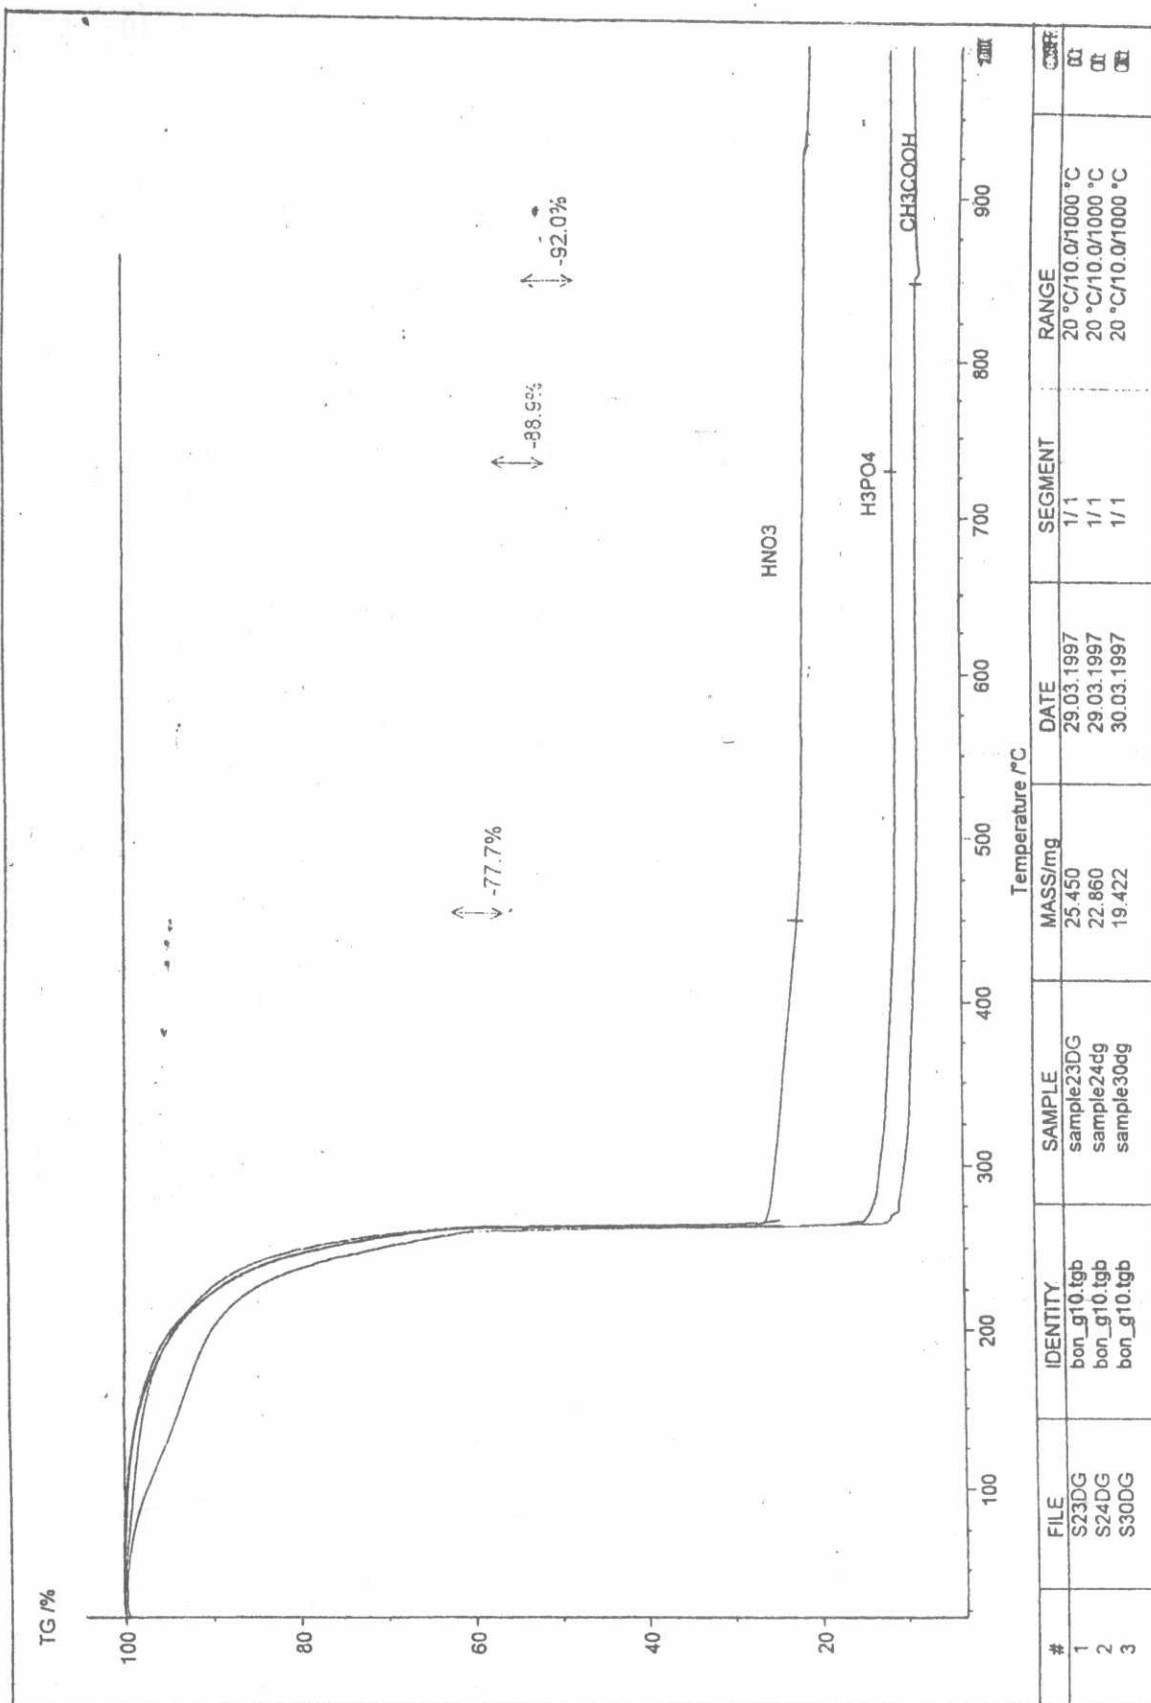 TG /%
100
80
60
40
20
-77.7%
-88.9%
-92.0%
HNO3
H3PO4
CH3COOH
100 200 300 400 500 600 700 800 900
Temperature /°C
# FILE IDENTITY SAMPLE MASS/mg DATE SEGMENT RANGE
1 S23DG bon_g10.tgb sample23DG 25.450 29.03.1997 1/1 20 °C/10.0/1000 °C
2 S24DG bon_g10.tgb sample24dg 22.860 29.03.1997 1/1 20 °C/10.0/1000 °C
3 S30DG bon_g10.tgb sample30dg 19.422 30.03.1997 1/1 20 °C/10.0/1000 °C